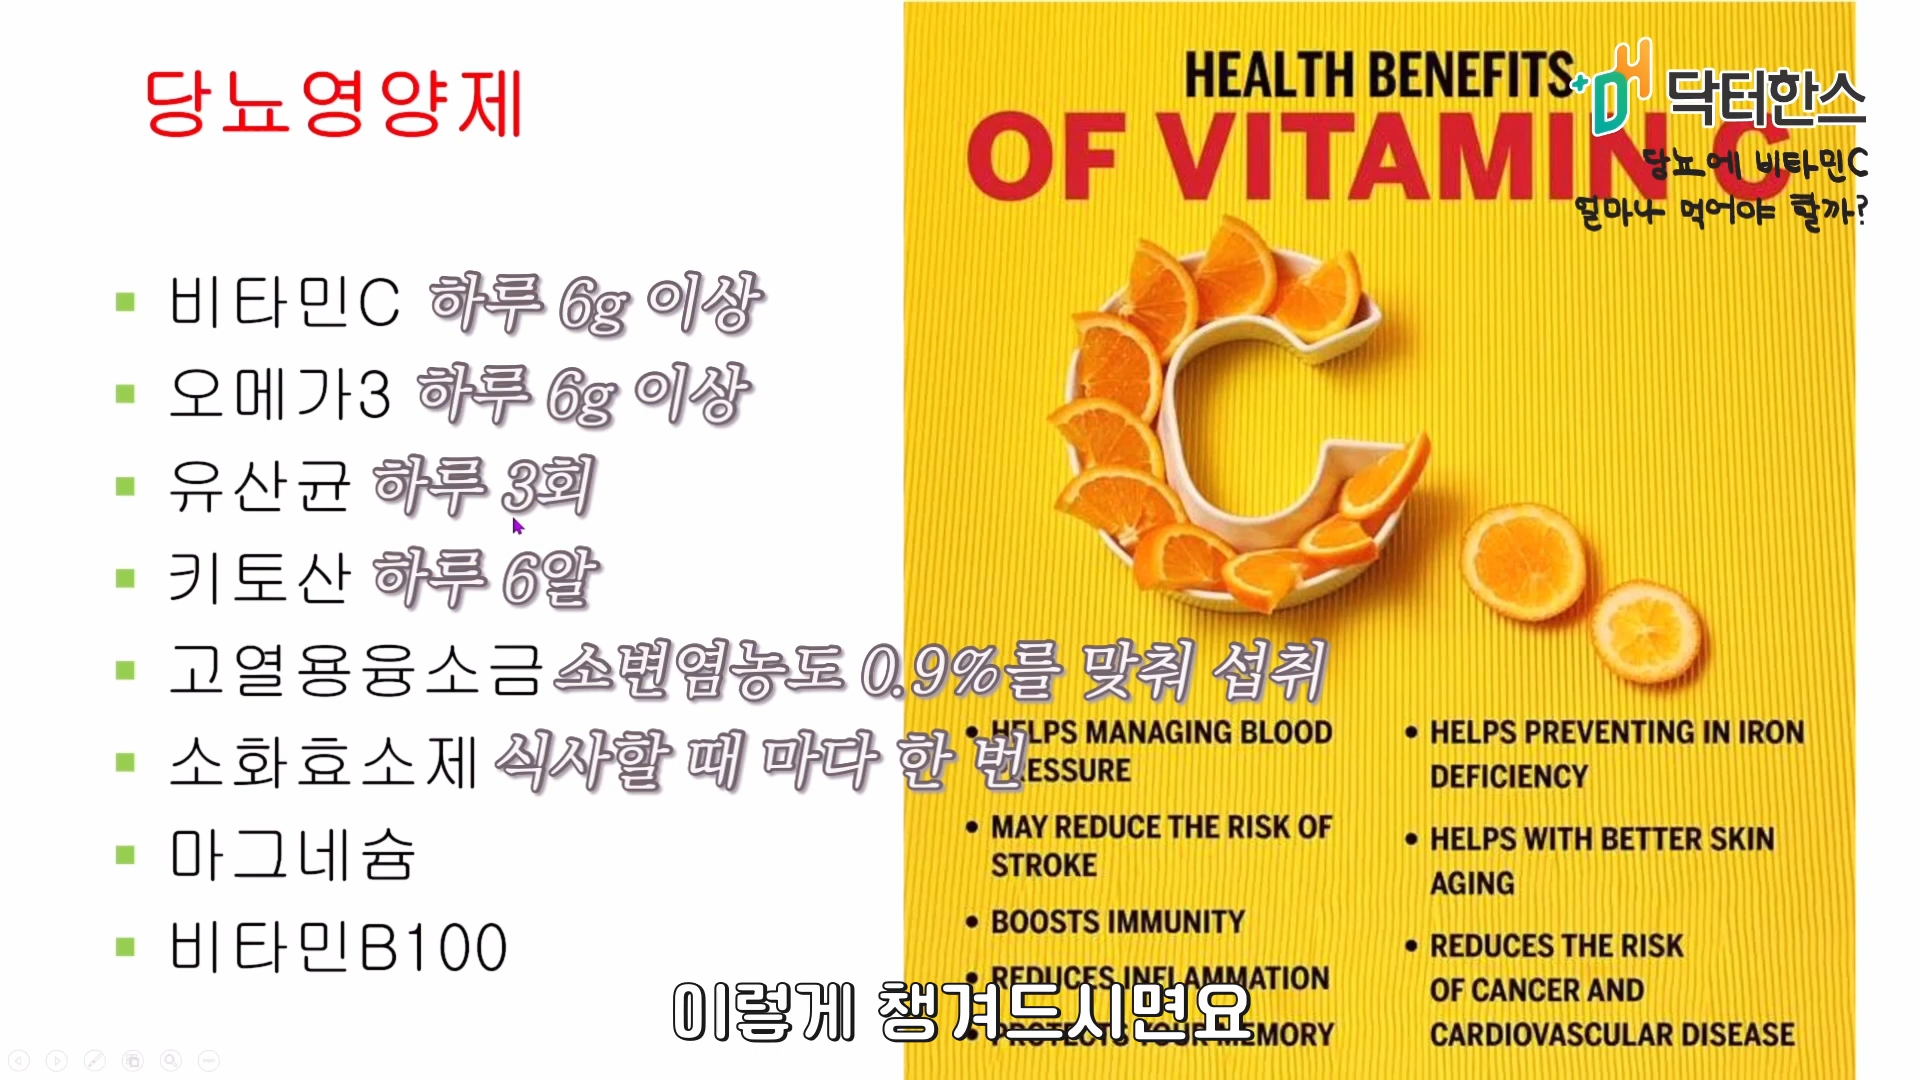 당뇨영양제
비타민C 하루 6g 이상
오메가3 하루 6g 이상
유산균 하루 3회
키토산 하루 6알
고열용융소금 소변염농도 0.9%를 맞춰 섭취
소화효소제 식사할 때 마다 한 번
마그네슘
비타민B100
HEALTH BENEFITS
OF VITAMIN C
닥터한스
당뇨에 비타민C
얼마나 먹어야 할까?
HELPS MANAGING BLOOD
PRESSURE
MAY REDUCE THE RISK OF
STROKE
BOOSTS IMMUNITY
REDUCES INFLAMMATION
PROTECTS YOUR MEMORY
HELPS PREVENTING IN IRON
DEFICIENCY
HELPS WITH BETTER SKIN
AGING
REDUCES THE RISK
OF CANCER AND
CARDIOVASCULAR DISEASE
이렇게 챙겨드시면요